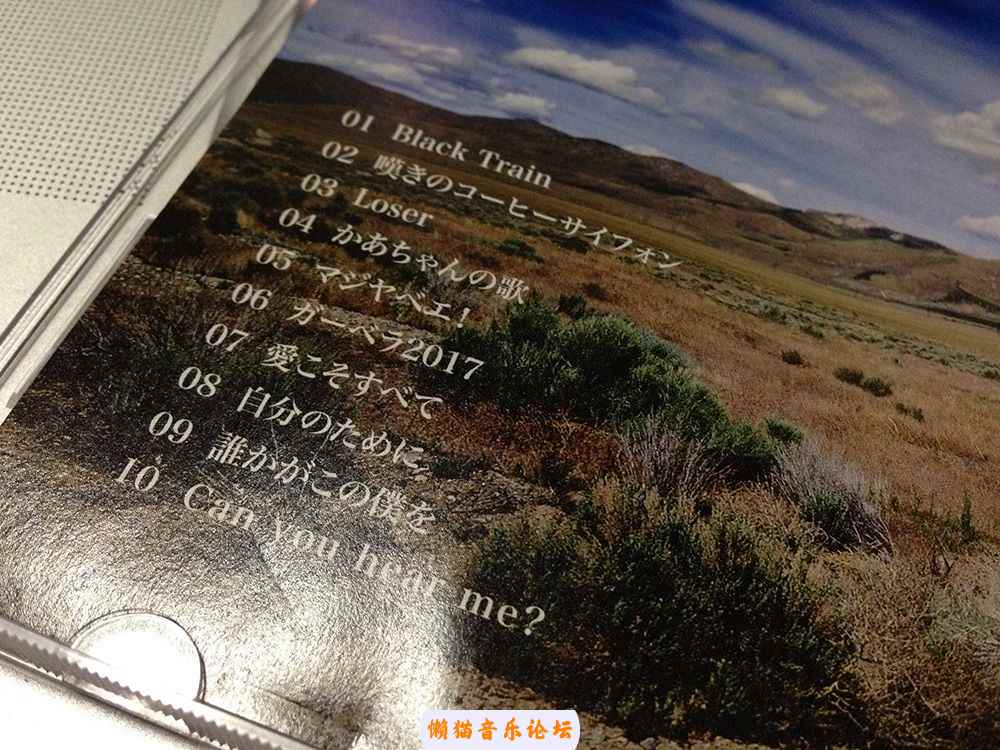 01 Black Train
02 嘆きのコーヒーサイフォン
03 Loser
04 かあちゃんの歌
05 マジヤベエ!
06 ガーベラ2017
07 愛こそすべて
08 自分のために
09 誰かがこの僕を
10 Can you hear me?
懒猫音乐论坛